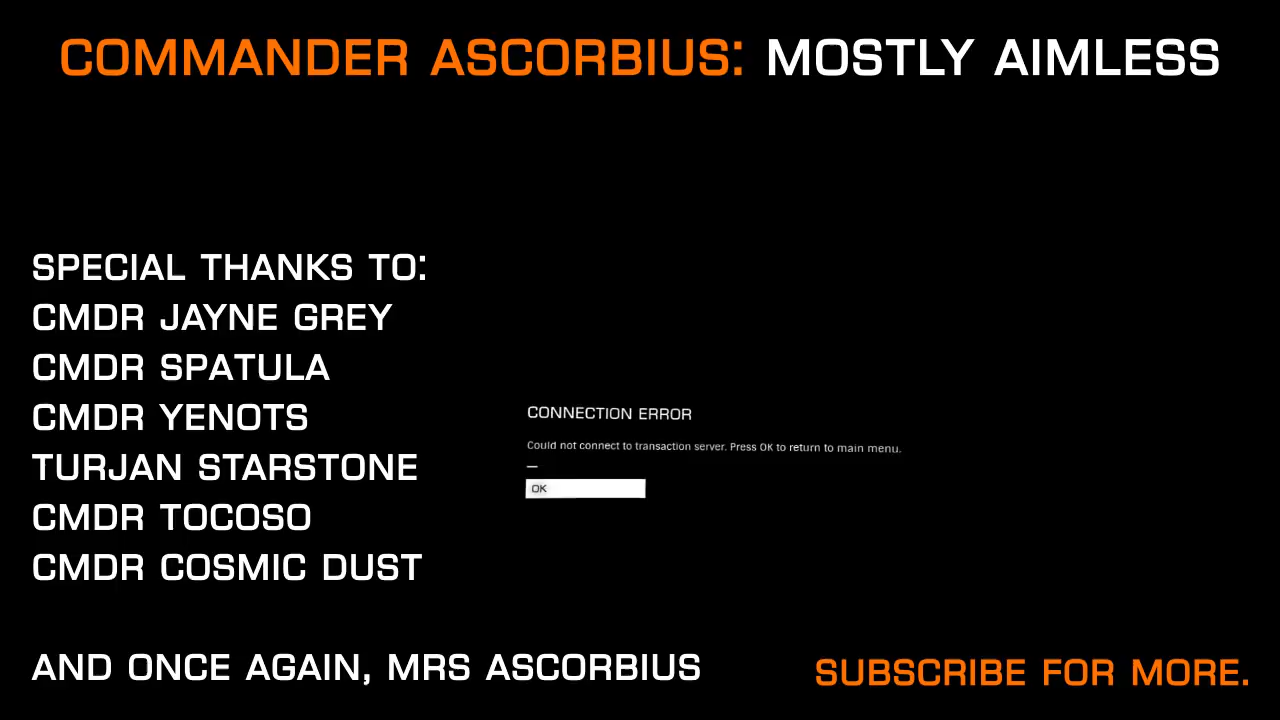 COMMANDER ASCORBIUS: MOSTLY AIMLESS
SPECIAL THANKS TO:
CMDR JAYNE GREY
CMDR SPATULA
CMDR YENOTS
TURJAN STARSTONE
CMDR TOCOSO
CMDR COSMIC DUST
CONNECTION ERROR
Could not connect to transaction server. Press OK to return to main menu.
OK
AND ONCE AGAIN, MRS ASCORBIUS
SUBSCRIBE FOR MORE.